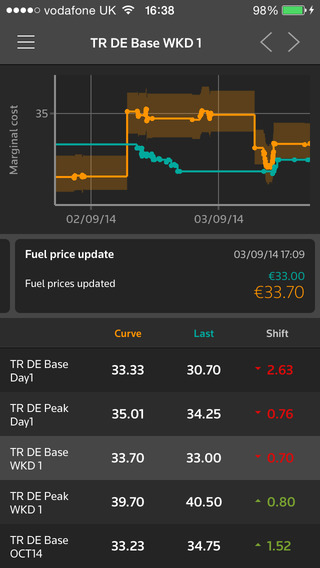 vodafone UK 16:38 98%
TR DE Base WKD 1
Marginal cost
35
02/09/14 03/09/14
Fuel price update 03/09/14 17:09
€33.00
Fuel prices updated €33.70
Curve Last Shift
TR DE Base Day1 33.33 30.70 2.63
TR DE Peak Day1 35.01 34.25 0.76
TR DE Base WKD 1 33.70 33.00 0.70
TR DE Peak WKD 1 39.70 40.50 0.80
TR DE Base OCT14 33.23 34.75 1.52